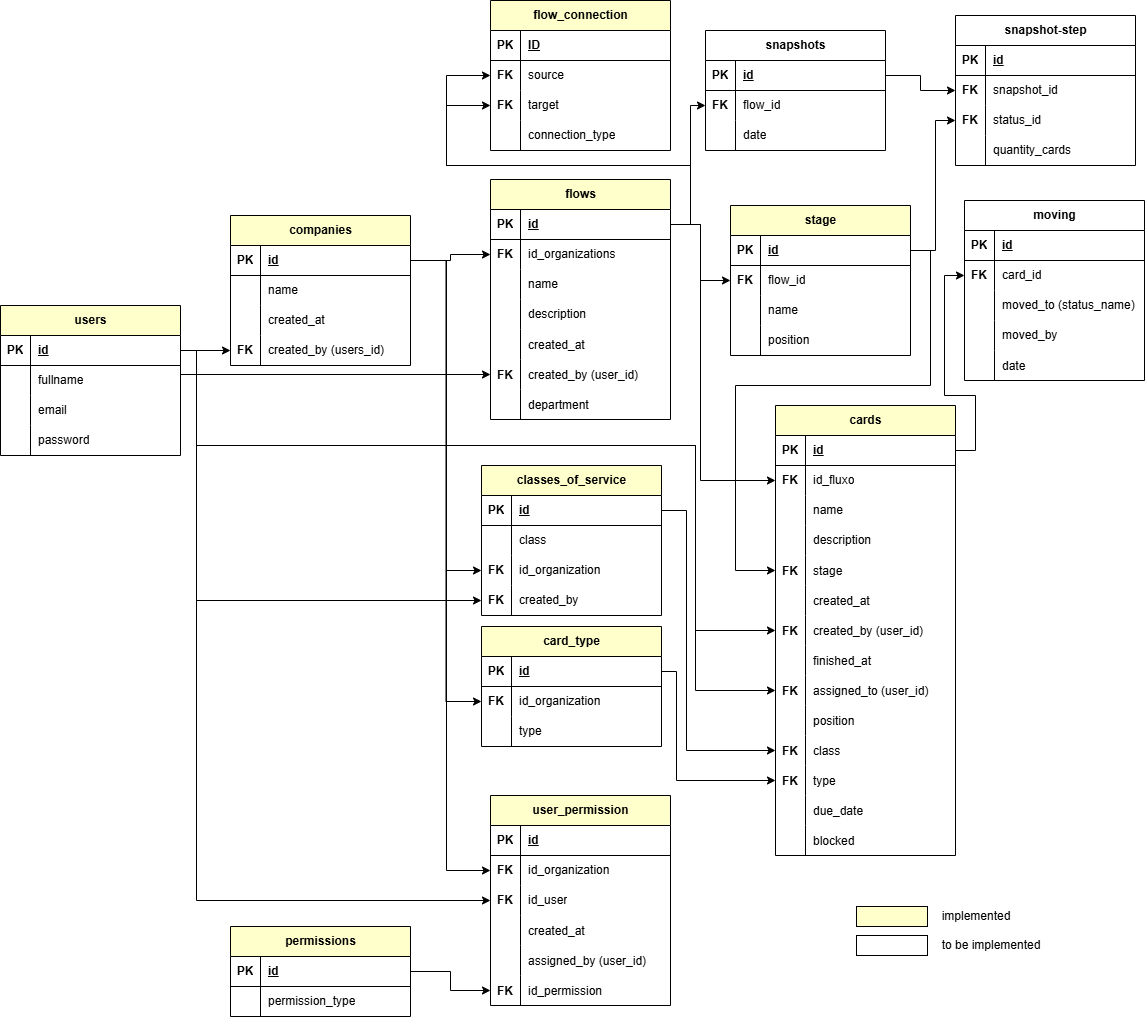 flow_connection
PK ID
FK source
FK target
connection_type
snapshots
PK id
FK flow_id
date
snapshot-step
PK id
FK snapshot_id
FK status_id
quantity_cards
flows
PK id
FK id_organizations
name
description
created_at
FK created_by (user_id)
department
stage
PK id
FK flow_id
name
position
moving
PK id
FK card_id
moved_to (status_name)
moved_by
date
companies
PK id
name
created_at
FK created_by (users_id)
users
PK id
fullname
email
password
cards
PK id
FK id_fluxo
name
description
FK stage
created_at
FK created_by (user_id)
finished_at
FK assigned_to (user_id)
position
FK class
FK type
due_date
blocked
classes_of_service
PK id
class
FK id_organization
FK created_by
card_type
PK id
FK id_organization
type
user_permission
PK id
FK id_organization
FK id_user
created_at
assigned_by (user_id)
FK id_permission
permissions
PK id
permission_type
implemented
to be implemented